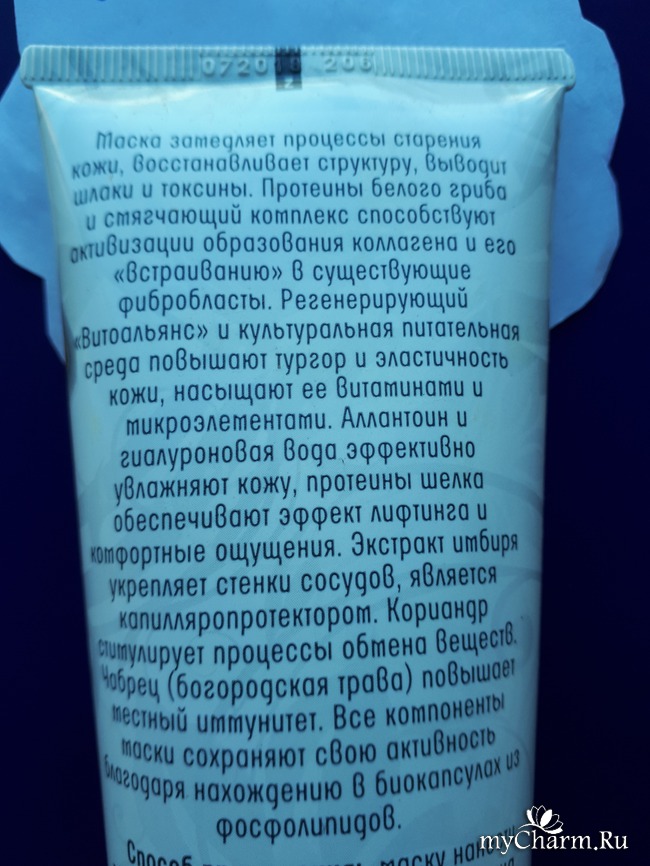 072018 206
Маска замедляет процессы старения
кожи, восстанавливает структуру, выводит
шлаки и токсины. Протеины белого гриба
и смягчающий комплекс способствуют
активизации образования коллагена и его
«встраиванию» в существующие
фибробласты. Регенерирующий
«Витоальянс» и культуральная питательная
среда повышают тургор и эластичность
кожи, насыщают ее витаминами и
микроэлементами. Аллантоин и
гиалуроновая вода эффективно
увлажняют кожу, протеины шелка
обеспечивают эффект лифтинга и
комфортные ощущения. Экстракт имбиря
укрепляет стенки сосудов, является
капилляропротектором. Кориандр
стимулирует процессы обмена веществ.
Чабрец (богородская трава) повышает
местный иммунитет. Все компоненты
маски сохраняют свою активность
благодаря нахождению в биокапсулах из
фосфолипидов.
Способ маску
myCharm.Ru